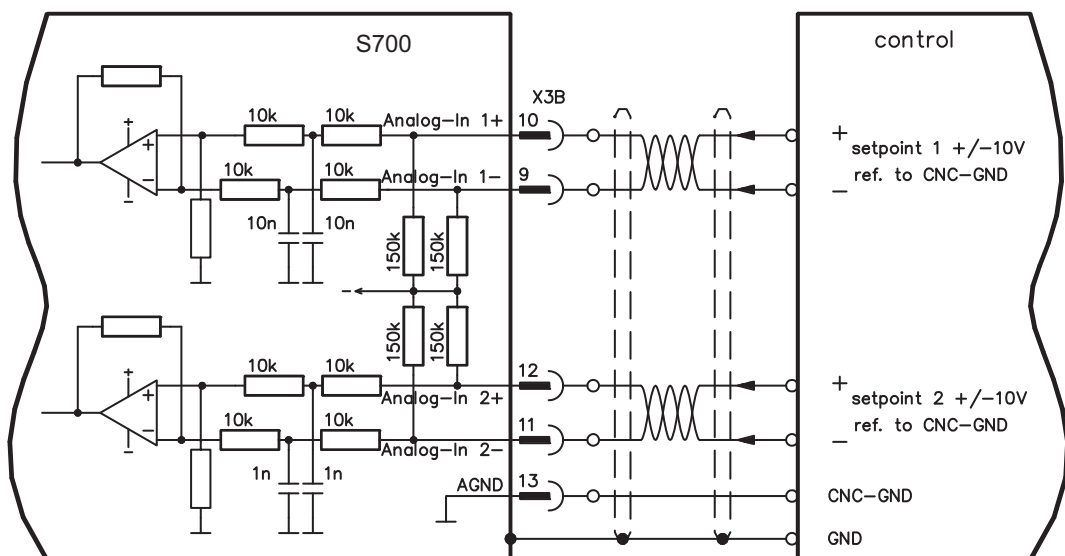 S700
control
X3B
10k
10k
Analog-In 1+
10
+
setpoint 1 +/-10V
ref. to CNC-GND
−
+
+
−
−
10k
10k
Analog-In 1-
9
10n
10n
150k
150k
−
150k
150k
10k
10k
12
Analog-In 2+
+
setpoint 2 +/-10V
ref. to CNC-GND
−
+
+
−
−
10k
10k
11
Analog-In 2-
1n
1n
AGND
13
CNC-GND
GND